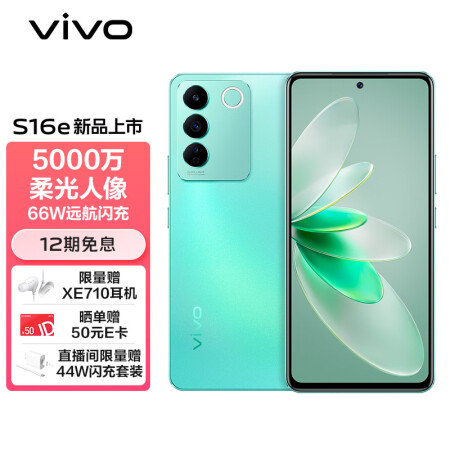 vivo
S16e新品上市
5000万
柔光人像
66W远航闪充
12期免息
限量赠
XE710耳机
晒单赠
50元E卡
直播间限量赠
44W闪充套装
vivo